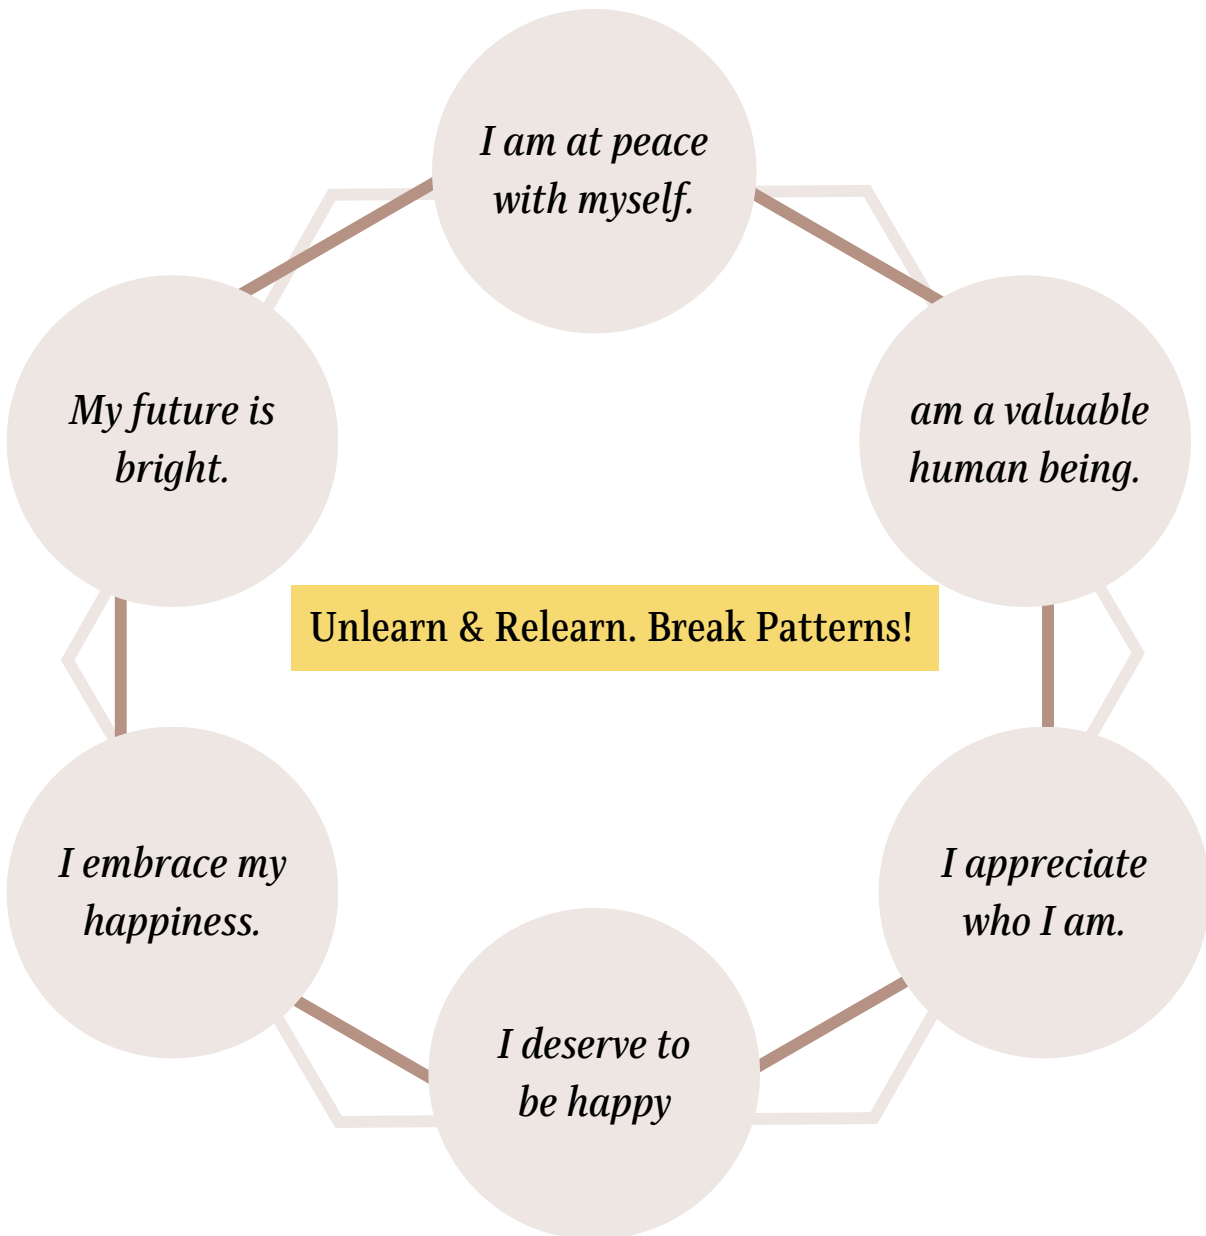 I am at peace
with myself.
My future is
bright.
am a valuable
human being.
Unlearn & Relearn. Break Patterns!
I embrace my
happiness.
I appreciate
who I am.
I deserve to
be happy